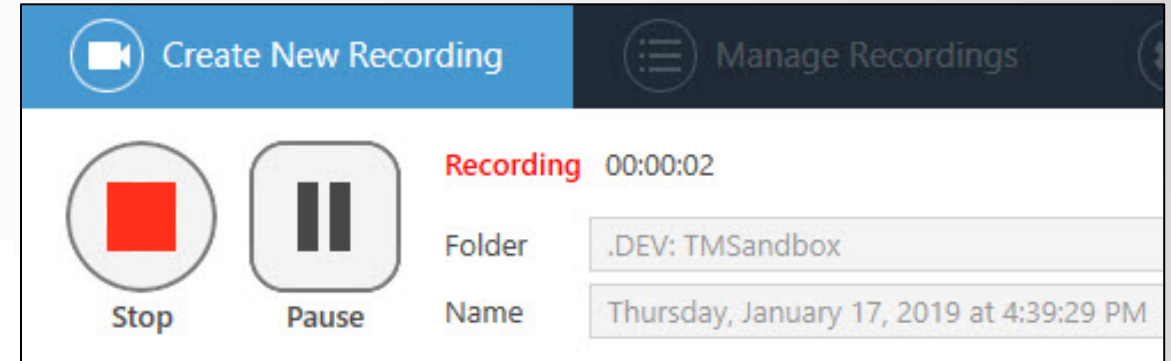 Create New Recording
Manage Recordings
Recording 00:00:02
Folder .DEV: TMSandbox
Name Thursday, January 17, 2019 at 4:39:29 PM
Stop Pause